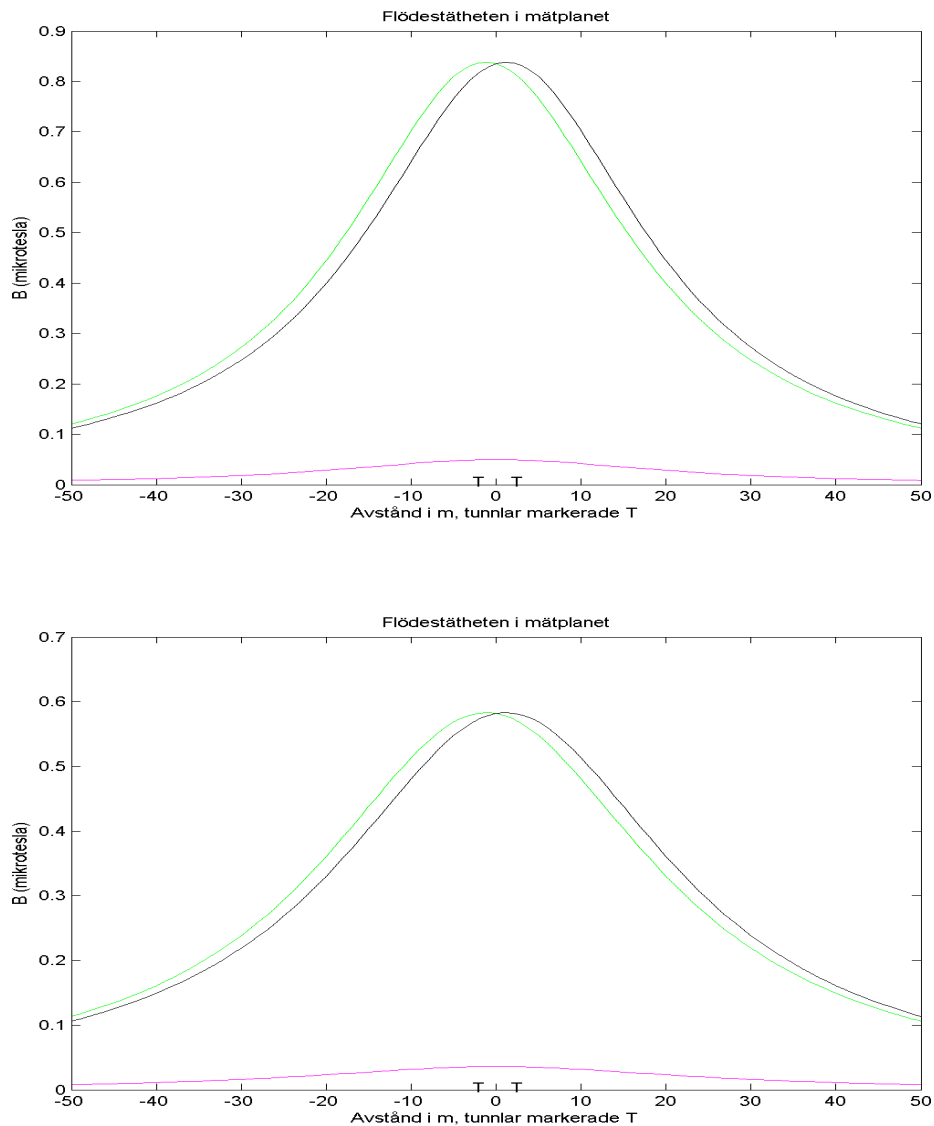 Flödestätheten i mätplanet
0.9
0.8
0.7
0.6
0.5
0.4
0.3
0.2
0.1
0
B (mikrotesla)
T T
-50 -40 -30 -20 -10 0 10 20 30 40 50
Avstånd i m, tunnlar markerade T
Flödestätheten i mätplanet
0.7
0.6
0.5
0.4
0.3
0.2
0.1
0
B (mikrotesla)
T T
-50 -40 -30 -20 -10 0 10 20 30 40 50
Avstånd i m, tunnlar markerade T